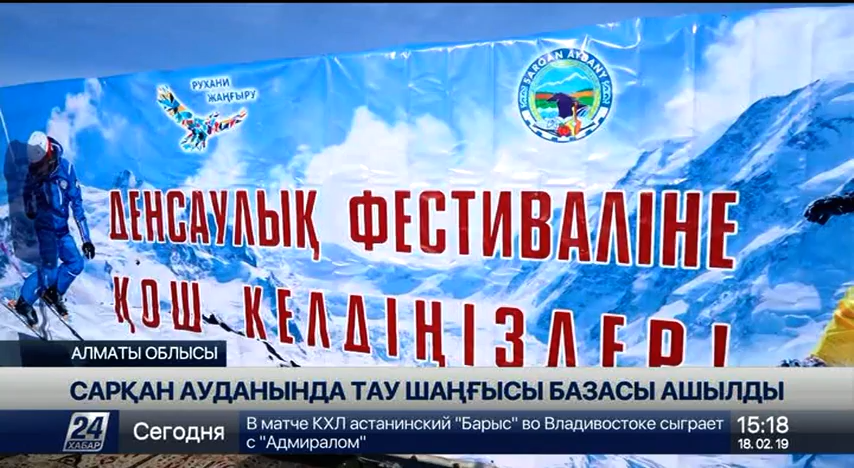 РУХАНИ
ЖАҢҒЫРУ
SARQAN AYDANY
ДЕНСАУЛЫҚ ФЕСТИВАЛІНЕ
ҚОШ КЕЛДІҢІЗДЕР!
АЛМАТЫ ОБЛЫСЫ
САРҚАН АУДАНЫНДА ТАУ ШАҢҒЫСЫ БАЗАСЫ АШЫЛДЫ
24
ХАБАР
Сегодня
В матче КХЛ астанинский "Барыс" во Владивостоке сыграет
с "Адмиралом"
15:18
18.02.19